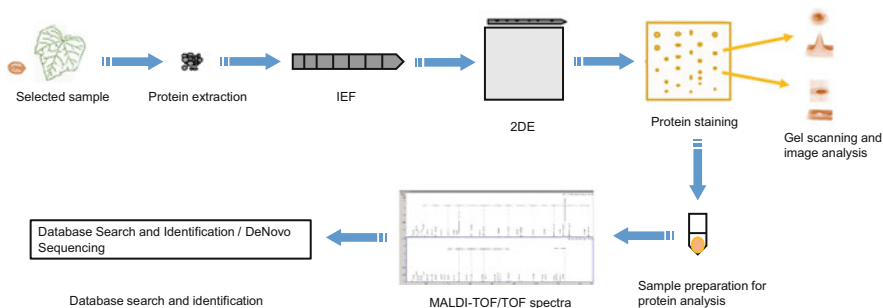 Selected sample
Protein extraction
IEF
2DE
Protein staining
Gel scanning and
image analysis
Database Search and Identification / DeNovo
Sequencing
Database search and identification
MALDI-TOF/TOF spectra
Sample preparation for
protein analysis